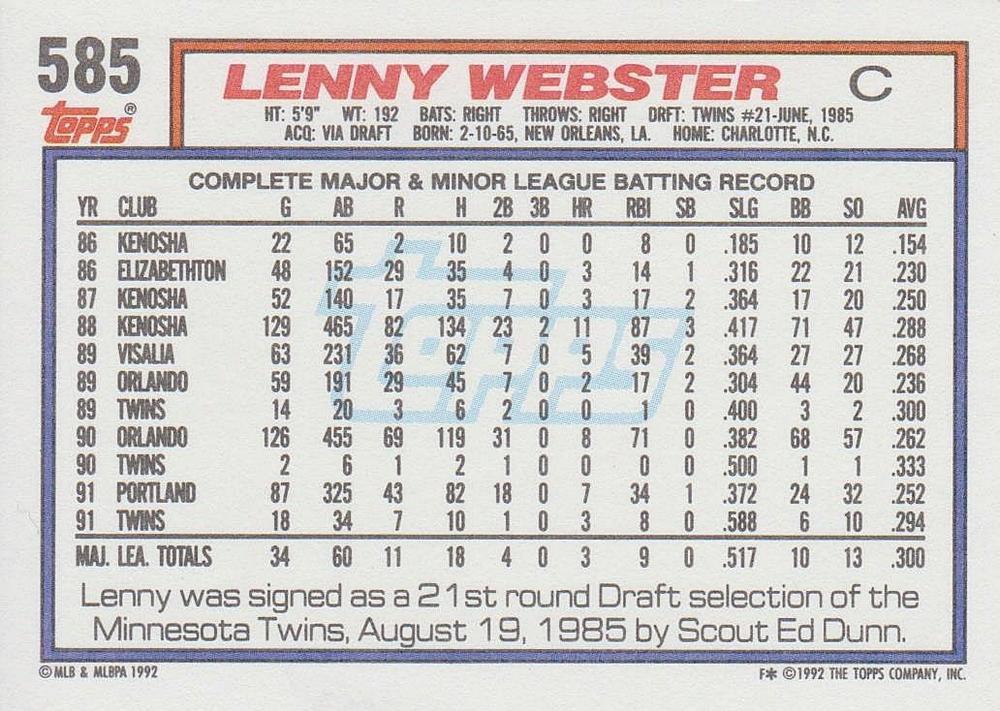 585
Topps®
LENNY WEBSTER C
HT: 5'9" WT: 192 BATS: RIGHT THROWS: RIGHT DRFT: TWINS #21-JUNE, 1985
ACQ: VIA DRAFT BORN: 2-10-65, NEW ORLEANS, LA. HOME: CHARLOTTE, N.C.
COMPLETE MAJOR & MINOR LEAGUE BATTING RECORD
YR CLUB G AB R H 2B 3B HR RBI SB SLG BB SO AVG
86 KENOSHA 22 65 2 10 2 0 0 8 0 .185 10 12 .154
86 ELIZABETHTON 48 152 29 35 4 0 3 14 1 .316 22 21 .230
87 KENOSHA 52 140 17 35 7 0 3 17 2 .364 17 20 .250
88 KENOSHA 129 465 82 134 23 2 11 87 3 .417 71 47 .288
89 VISALIA 63 231 36 62 7 0 5 39 2 .364 27 27 .268
89 ORLANDO 59 191 29 45 7 0 2 17 2 .304 44 20 .236
89 TWINS 14 20 3 6 2 0 0 1 0 .400 3 2 .300
90 ORLANDO 126 455 69 119 31 0 8 71 0 .382 68 57 .262
90 TWINS 2 6 1 2 1 0 0 0 0 .500 1 1 .333
91 PORTLAND 87 325 43 82 18 0 7 34 1 .372 24 32 .252
91 TWINS 18 34 7 10 1 0 3 8 0 .588 6 10 .294
MAJ. LEA. TOTALS 34 60 11 18 4 0 3 9 0 .517 10 13 .300
Topps
Lenny was signed as a 21st round Draft selection of the
Minnesota Twins, August 19, 1985 by Scout Ed Dunn.
© MLB & MLBPA 1992 F* © 1992 THE TOPPS COMPANY, INC.